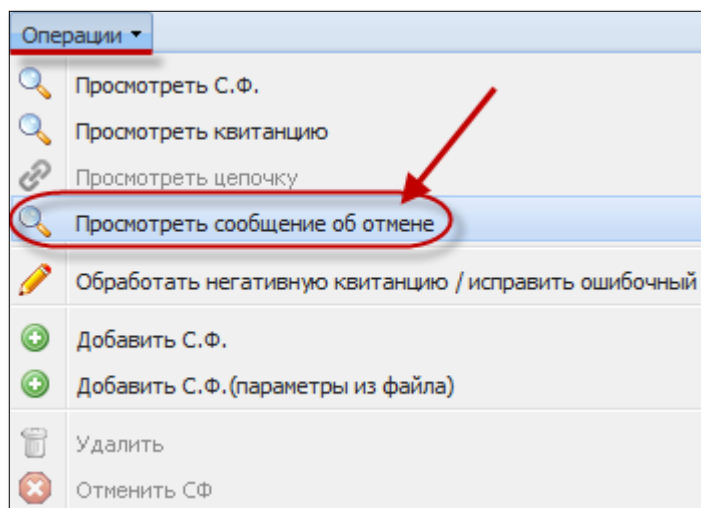 Операции
Просмотреть С.Ф.
Просмотреть квитанцию
Просмотреть цепочку
Просмотреть сообщение об отмене
Обработать негативную квитанцию / исправить ошибочный
Добавить С.Ф.
Добавить С.Ф.(параметры из файла)
Удалить
Отменить СФ